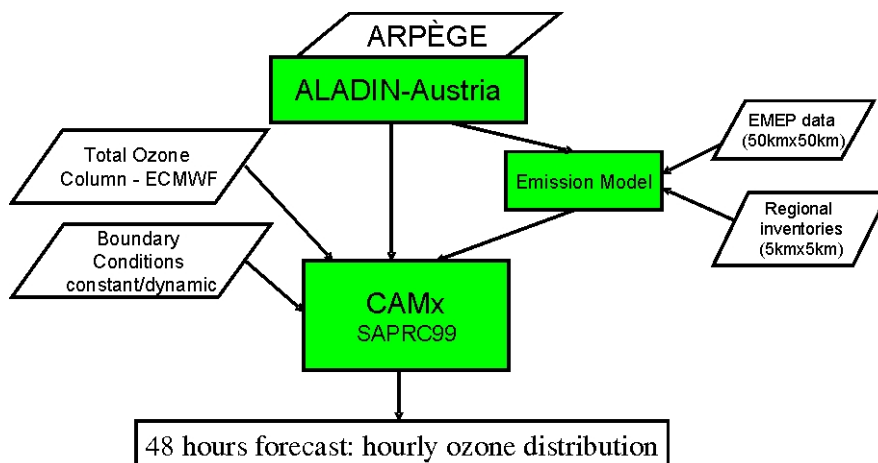 ARPÈGE
ALADIN-Austria
EMEP data
(50kmx50km)
Total Ozone
Column - ECMWF
Emission Model
Regional
inventories
(5kmx5km)
Boundary
Conditions
constant/dynamic
CAMx
SAPRC99
48 hours forecast: hourly ozone distribution